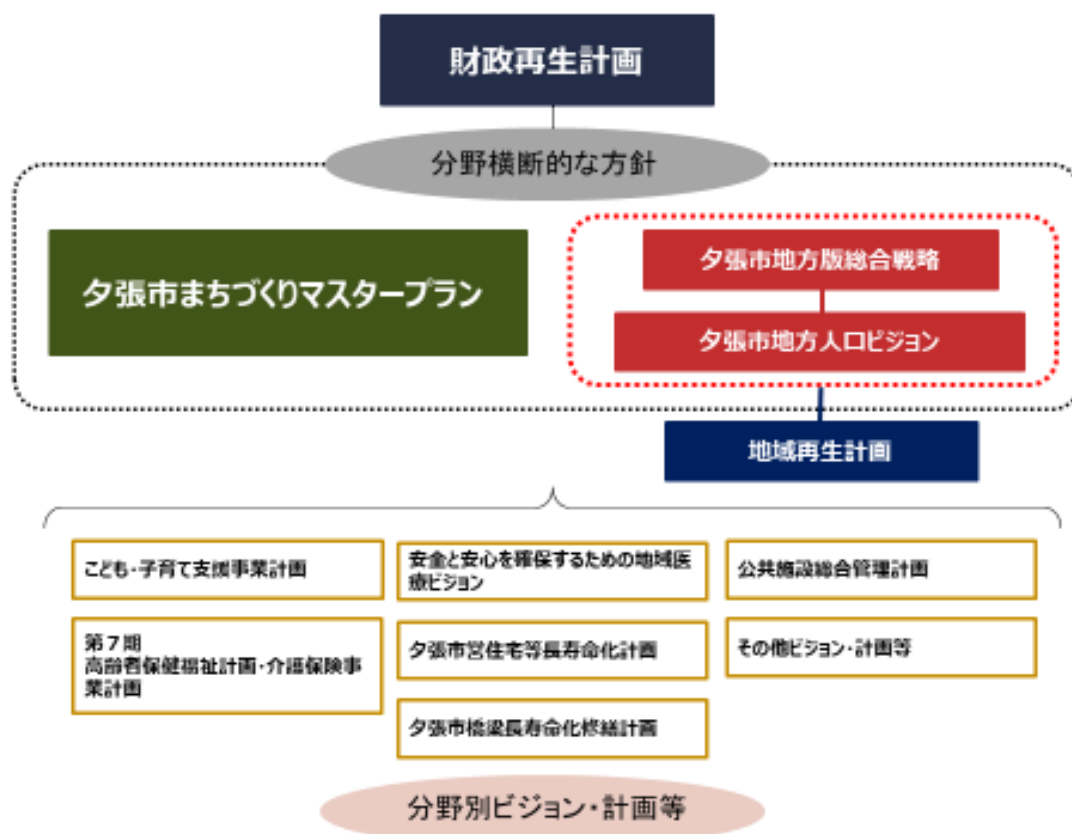 財政再生計画
分野横断的な方針
夕張市まちづくりマスタープラン
夕張市地方版総合戦略
夕張市地方人口ビジョン
地域再生計画
こども・子育て支援事業計画
安全と安心を確保するための地域医
療ビジョン
公共施設総合管理計画
第7期
高齢者保健福祉計画・介護保険事
業計画
夕張市営住宅等長寿命化計画
その他ビジョン・計画等
夕張市橋梁長寿命化修繕計画
分野別ビジョン・計画等